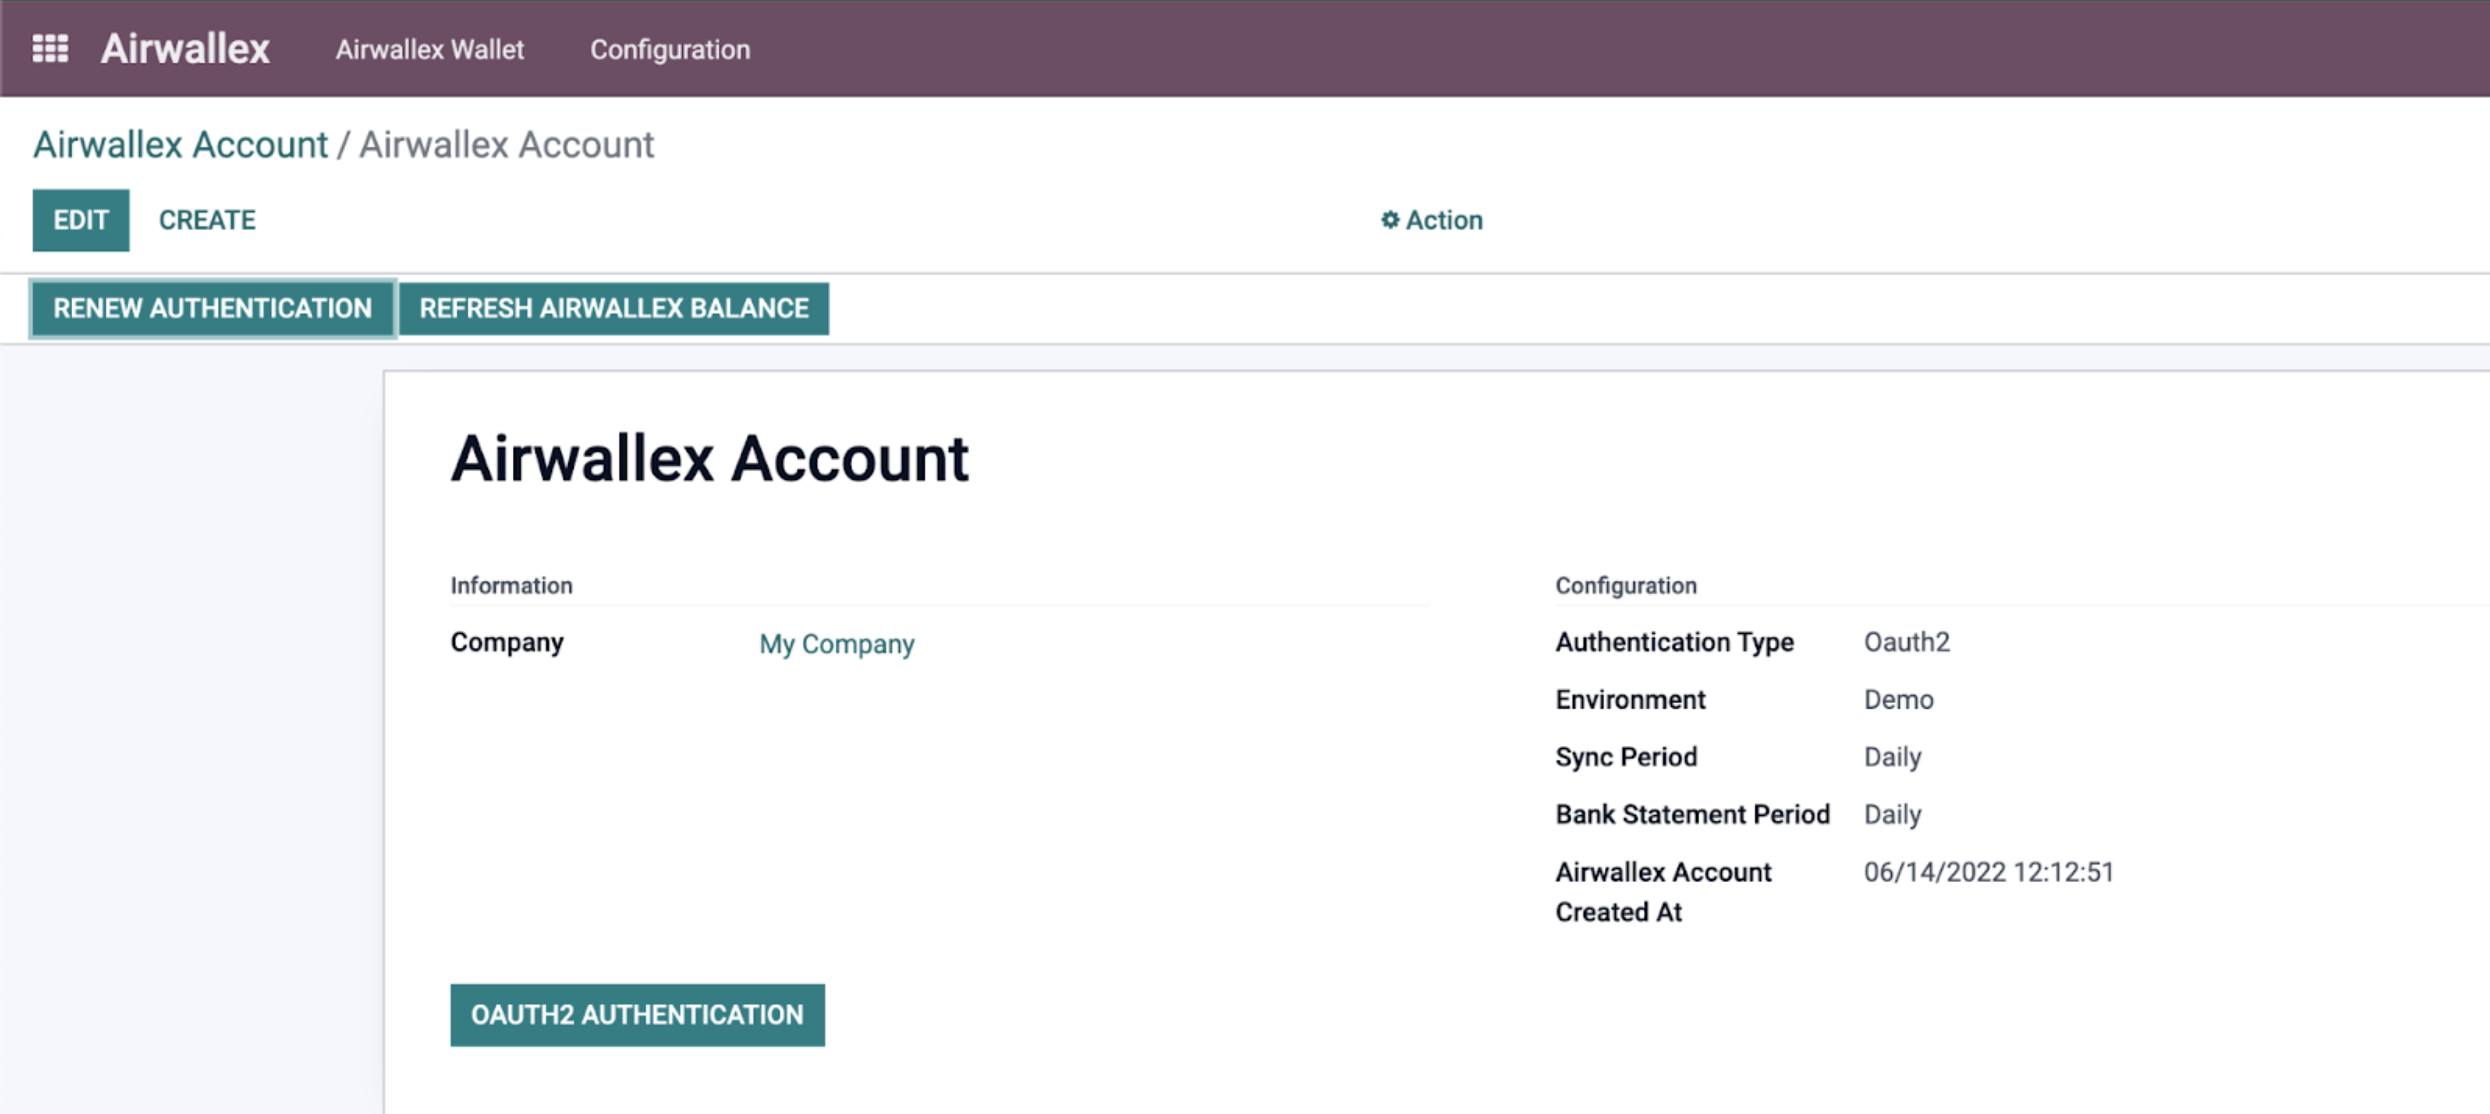 Airwallex Airwallex Wallet Configuration
Airwallex Account / Airwallex Account
EDIT CREATE Action
RENEW AUTHENTICATION REFRESH AIRWALLEX BALANCE
Airwallex Account
Information
Company My Company
Configuration
Authentication Type Oauth2
Environment Demo
Sync Period Daily
Bank Statement Period Daily
Airwallex Account 06/14/2022 12:12:51
Created At
OAUTH2 AUTHENTICATION